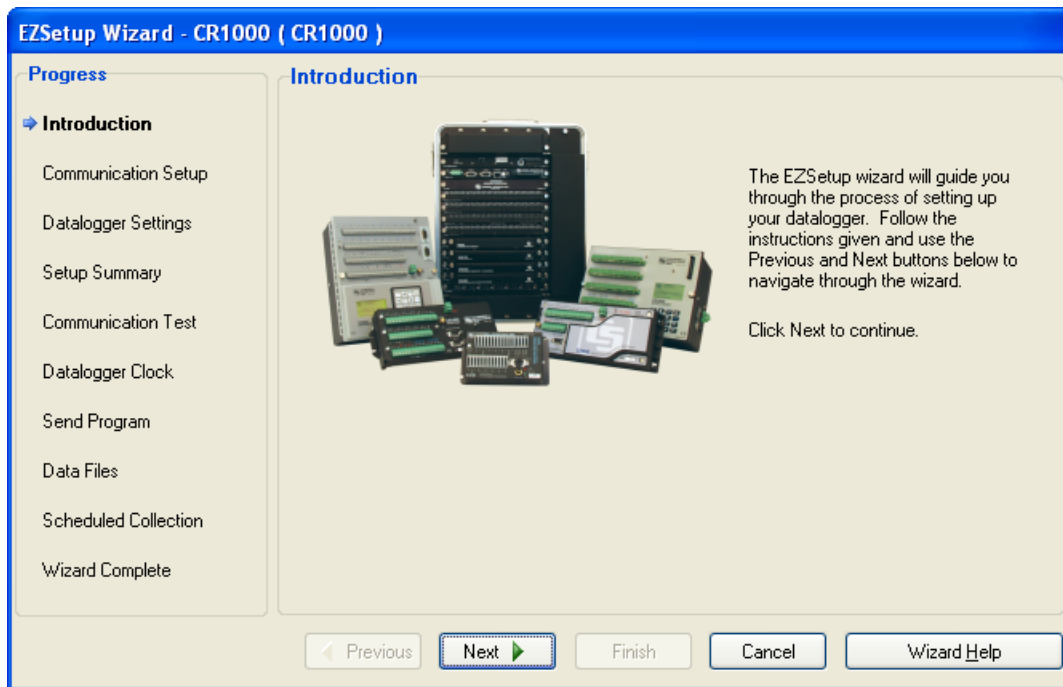 EZSetup Wizard - CR1000 ( CR1000 )
Progress
Introduction
Communication Setup
Datalogger Settings
Setup Summary
Communication Test
Datalogger Clock
Send Program
Data Files
Scheduled Collection
Wizard Complete
Introduction
The EZSetup wizard will guide you
through the process of setting up
your datalogger. Follow the
instructions given and use the
Previous and Next buttons below to
navigate through the wizard.
Click Next to continue.
Previous
Next
Finish
Cancel
Wizard Help